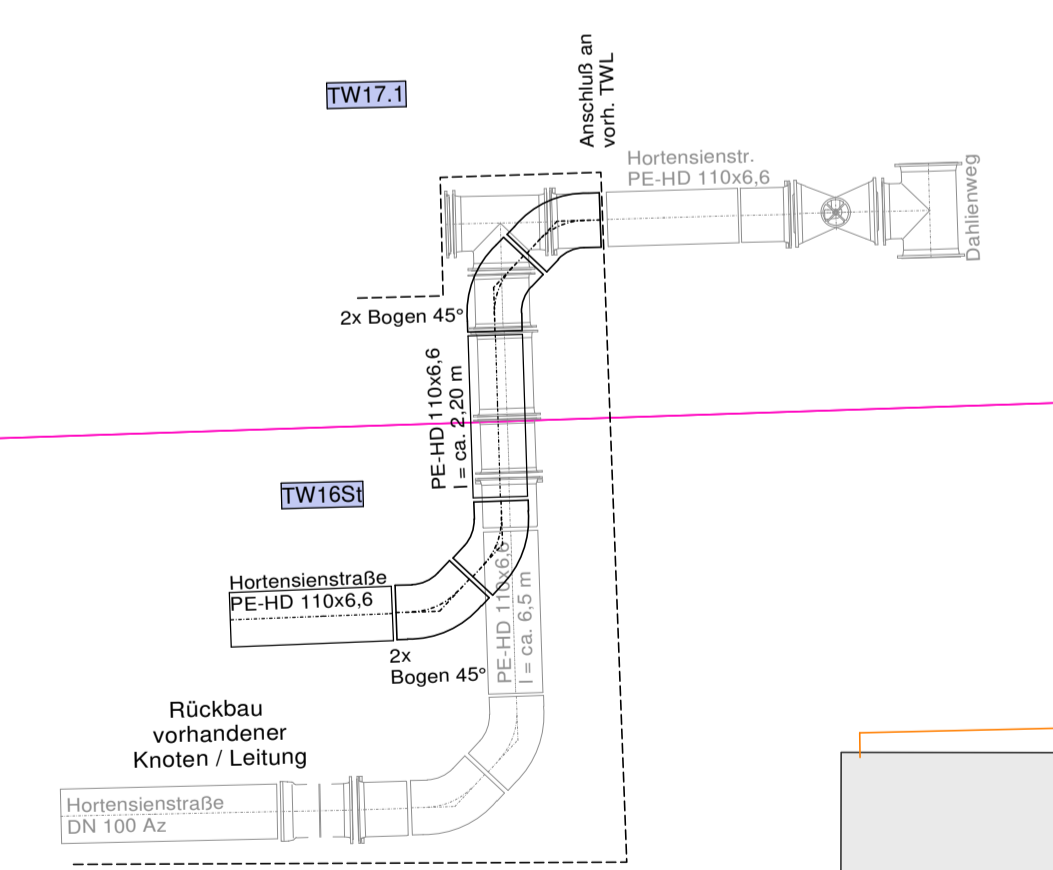 TW17.1
Anschluß an
vorh. TWL
Hortensienstr.
PE-HD 110x6,6
Dahlienweg
2x Bogen 45°
PE-HD 110x6,6
l = ca. 2,20 m
TW16St
Hortensienstraße
PE-HD 110x6,6
PE-HD 110x6,6
l = ca. 6,5 m
2x
Bogen 45°
Rückbau
vorhandener
Knoten / Leitung
Hortensienstraße
DN 100 Az